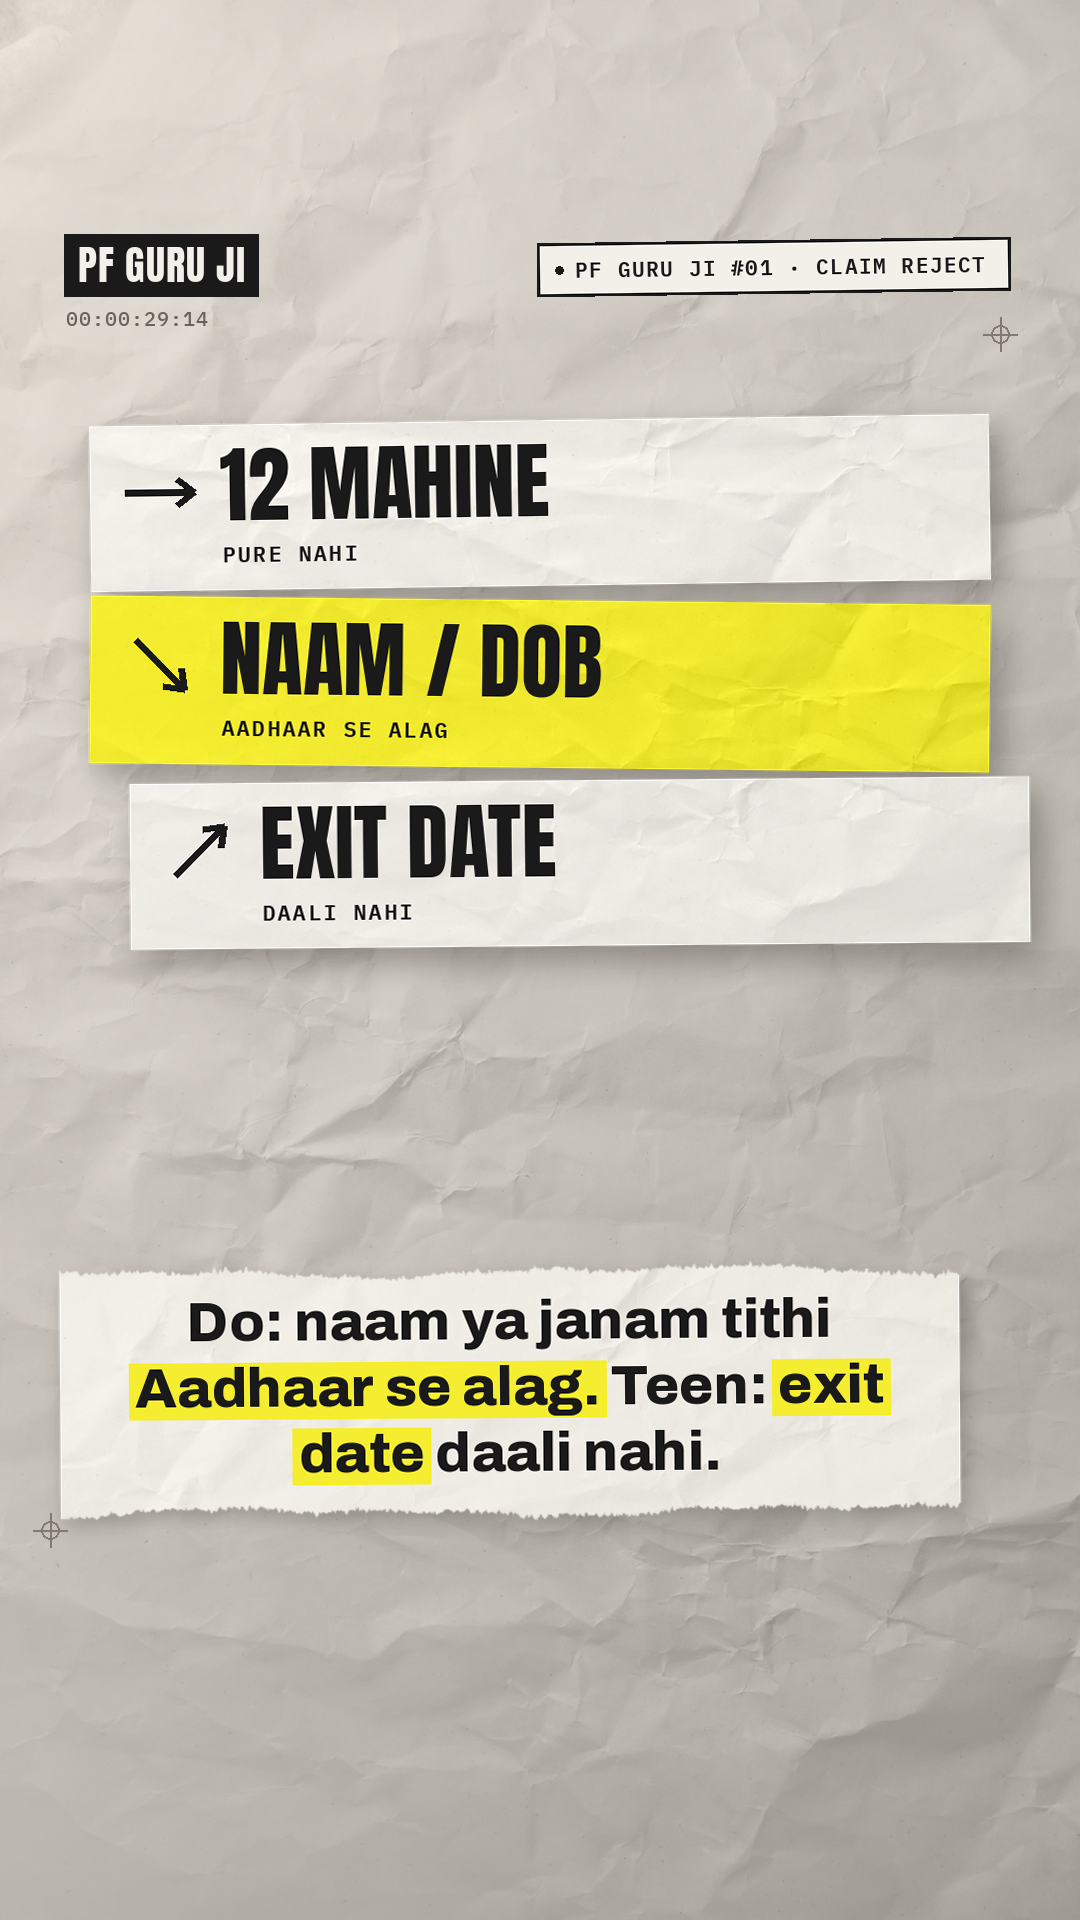 PF GURU JI
• PF GURU JI #01 · CLAIM REJECT
00:00:29:14
→ 12 MAHINE
PURE NAHI
↘ NAAM / DOB
AADHAAR SE ALAG
↗ EXIT DATE
DAALI NAHI
Do: naam ya janam tithi
Aadhaar se alag. Teen: exit
date daali nahi.